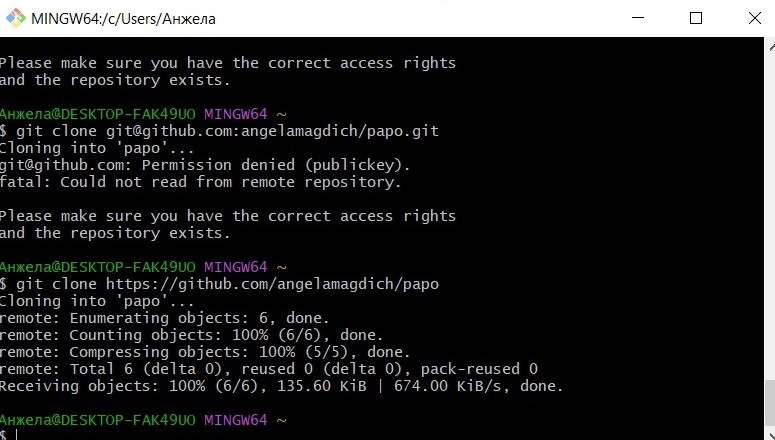 MINGW64:/c/Users/Анжела
Please make sure you have the correct access rights
and the repository exists.
Анжела@DESKTOP-FAK49UO MINGW64 ~
$ git clone git@github.com:angelamagdich/papo.git
Cloning into 'papo'...
git@github.com: Permission denied (publickey).
fatal: Could not read from remote repository.
Please make sure you have the correct access rights
and the repository exists.
Анжела@DESKTOP-FAK49UO MINGW64 ~
$ git clone https://github.com/angelamagdich/papo
Cloning into 'papo'...
remote: Enumerating objects: 6, done.
remote: Counting objects: 100% (6/6), done.
remote: Compressing objects: 100% (5/5), done.
remote: Total 6 (delta 0), reused 0 (delta 0), pack-reused 0
Receiving objects: 100% (6/6), 135.60 KiB | 674.00 KiB/s, done.
Анжела@DESKTOP-FAK49UO MINGW64 ~
$